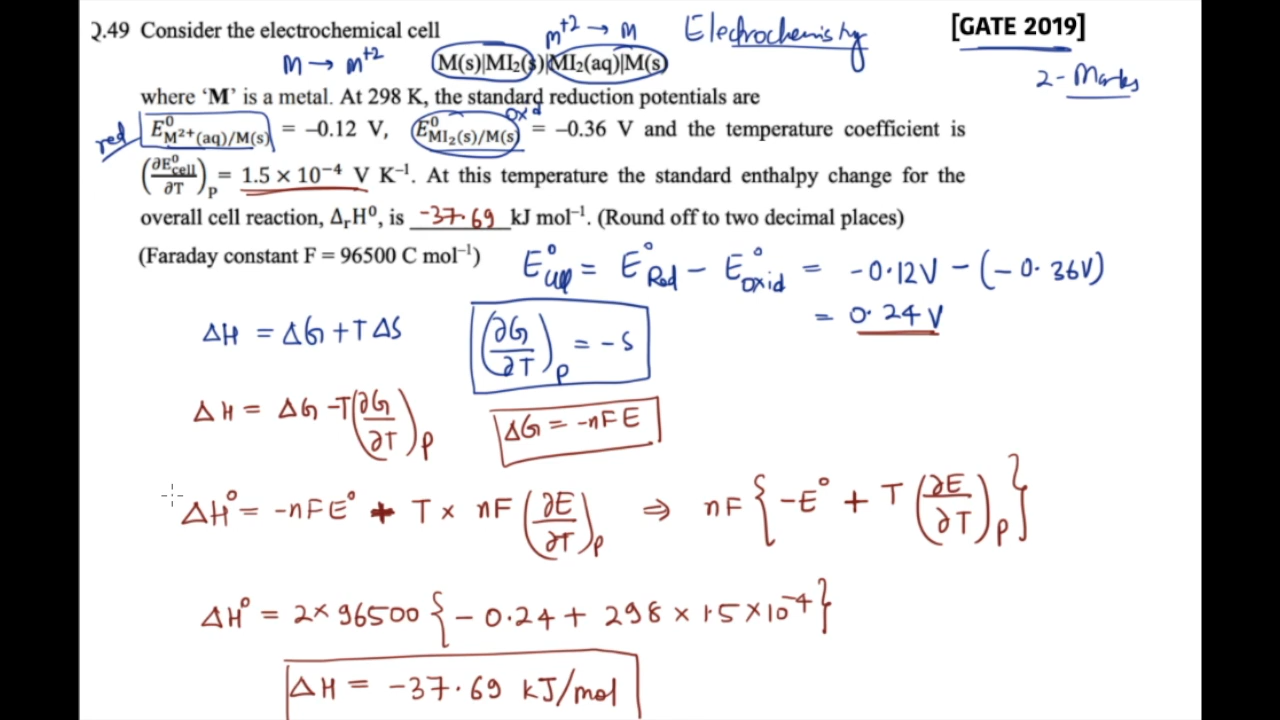 Q.49 Consider the electrochemical cell
m⁺² → M
Electrochemistry
[GATE 2019]
m → m⁺²
M(s)|MI₂(s)|MI₂(aq)|M(s)
2-Marks
where 'M' is a metal. At 298 K, the standard reduction potentials are
red
oxd
E⁰M²⁺(aq)/M(s) = −0.12 V, E⁰MI₂(s)/M(s) = −0.36 V and the temperature coefficient is
(∂E⁰cell/∂T)P = 1.5 × 10⁻⁴ V K⁻¹. At this temperature the standard enthalpy change for the
overall cell reaction, ΔᵣH⁰, is -37.69 kJ mol⁻¹. (Round off to two decimal places)
(Faraday constant F = 96500 C mol⁻¹)
E°cell = E°Red − E°oxid = -0.12V − (-0.36V)
= 0.24 V
ΔH = ΔG + TΔS
(∂G/∂T)P = -S
ΔH = ΔG -T(∂G/∂T)P
ΔG = -nFE
ΔH° = -nFE° + T × nF (∂E/∂T)P ⇒ nF {-E° + T (∂E/∂T)P}
ΔH° = 2×96500 {- 0.24 + 298 × 1.5 × 10⁻⁴}
ΔH = -37.69 kJ/mol